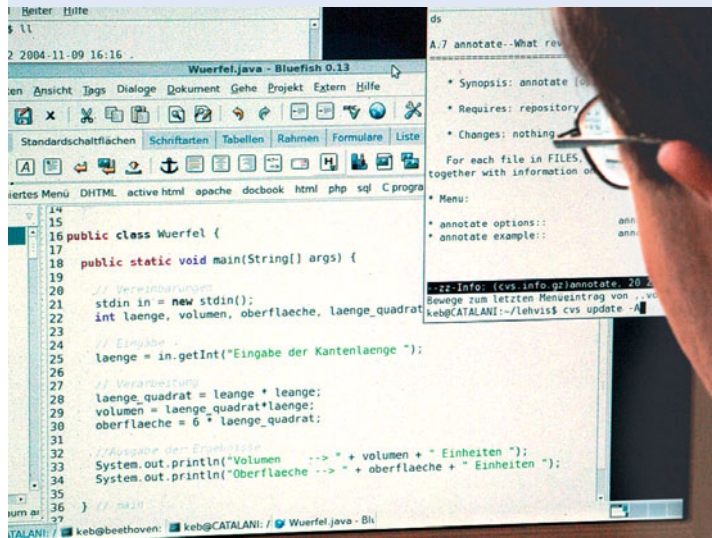 Reiter Hilfe
$ ll
2 2004-11-09 16:16 .
Wuerfel.java - Bluefish 0.13
Ansicht Tags Dialoge Dokument Gehe Projekt Extern Hilfe
Standardschaltflächen Schriftarten Tabellen Rahmen Formulare Liste
Menü DHTML active html apache docbook html php sql C
14
15
16 public class Wuerfel {
17
18 public static void main(String[] args) {
19
20 // Vereinbarungen
21 stdin in = new stdin();
22 int laenge, volumen, oberflaeche, laenge_quadrat
23
24 // Eingabe
25 laenge = in.getInt("Eingabe der Kantenlaenge ");
26
27 // Verarbeitung
28 laenge_quadrat = leange * leange;
29 volumen = laenge_quadrat*laenge;
30 oberflaeche = 6 * laenge_quadrat;
31
32 //Ausgabe der Ergebnisse
33 System.out.println("Volumen --> " + volumen + " Einheiten ");
34 System.out.println("Oberflaeche --> " + oberflaeche + " Einheiten ");
35
36 } // main
37
keb@beethoven: keb@CATALANI: / Wuerfel.java - Blu
ds
A.7 annotate--What
* Synopsis: annotate
* Requires: repository
* Changes: nothing
For each file in FILES,
together with information
* Menu:
* annotate options::
* annotate example::
--zz-Info: (cvs.info.gz)annotate, 20
Bewege zum letzten Menüeintrag von
keb@CATALANI:~/lehvis$ cvs update -A